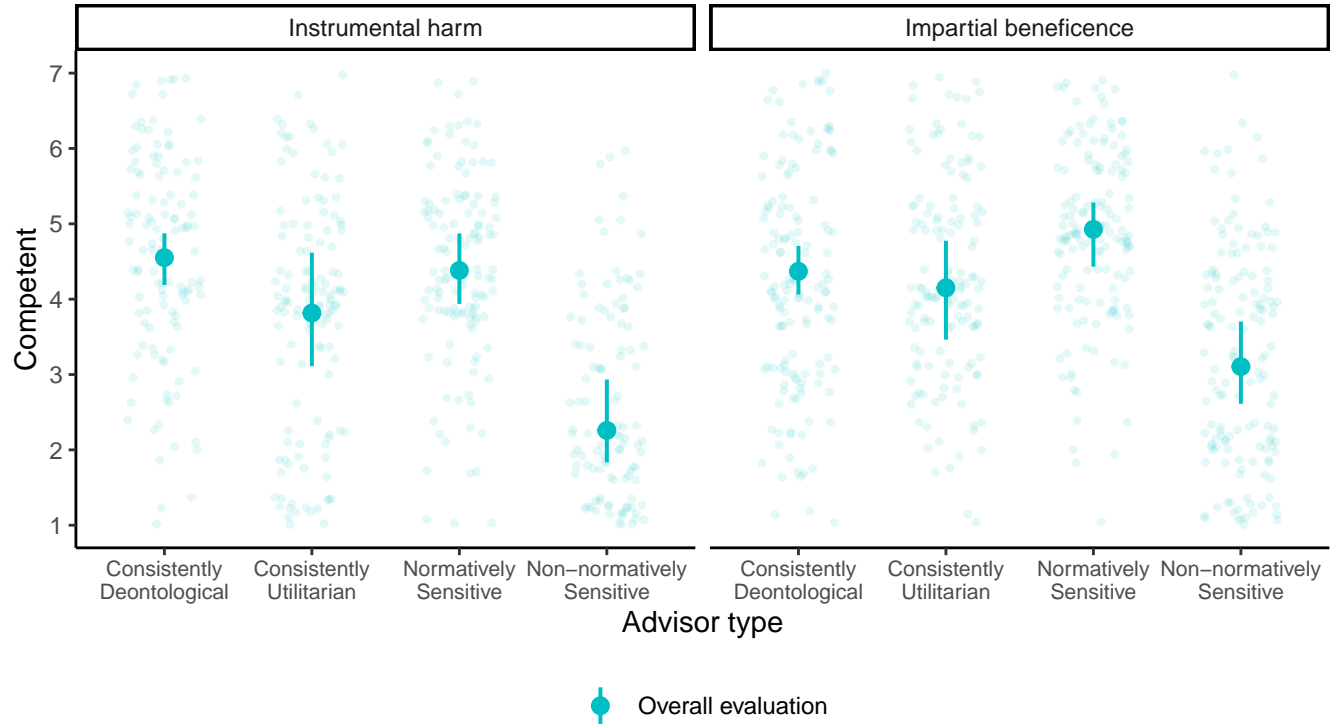 Instrumental harm
Impartial beneficence
Competent
7
6
5
4
3
2
1
Consistently
Deontological
Consistently
Utilitarian
Normatively
Sensitive
Non−normatively
Sensitive
Consistently
Deontological
Consistently
Utilitarian
Normatively
Sensitive
Non−normatively
Sensitive
Advisor type
Overall evaluation